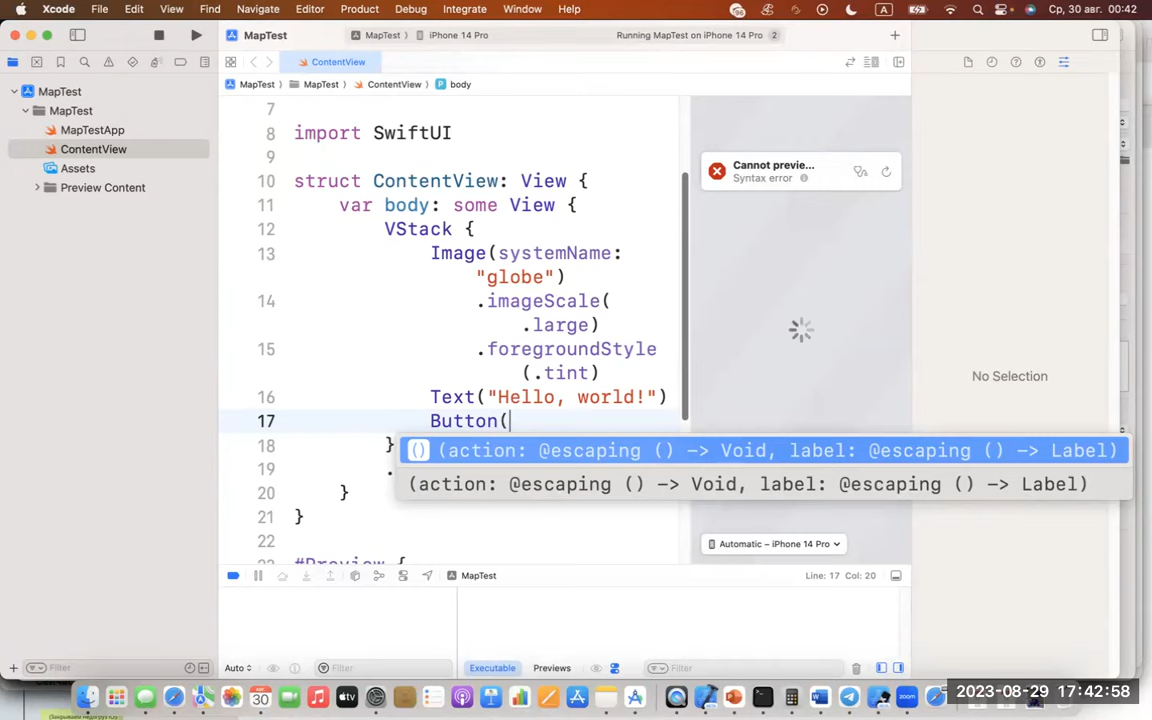 Xcode File Edit View Find Navigate Editor Product Debug Integrate Window Help A Ср, 30 авг. 00:42
MapTest MapTest iPhone 14 Pro Running MapTest on iPhone 14 Pro 2
ContentView
MapTest MapTest ContentView body
MapTest
MapTest
MapTestApp
ContentView
Assets
Preview Content
7
8 import SwiftUI
9
10 struct ContentView: View {
11 var body: some View {
12 VStack {
13 Image(systemName:
"globe")
14 .imageScale(
.large)
15 .foregroundStyle
(.tint)
16 Text("Hello, world!")
17 Button(
18 }
19 .
20 }
21 }
22
#Preview {
() (action: @escaping () -> Void, label: @escaping () -> Label)
(action: @escaping () -> Void, label: @escaping () -> Label)
Cannot previe...
Syntax error
No Selection
Automatic – iPhone 14 Pro
MapTest Line: 17 Col: 20
Filter Auto Filter Executable Previews Filter
30 zoom
2023-08-29 17:42:58